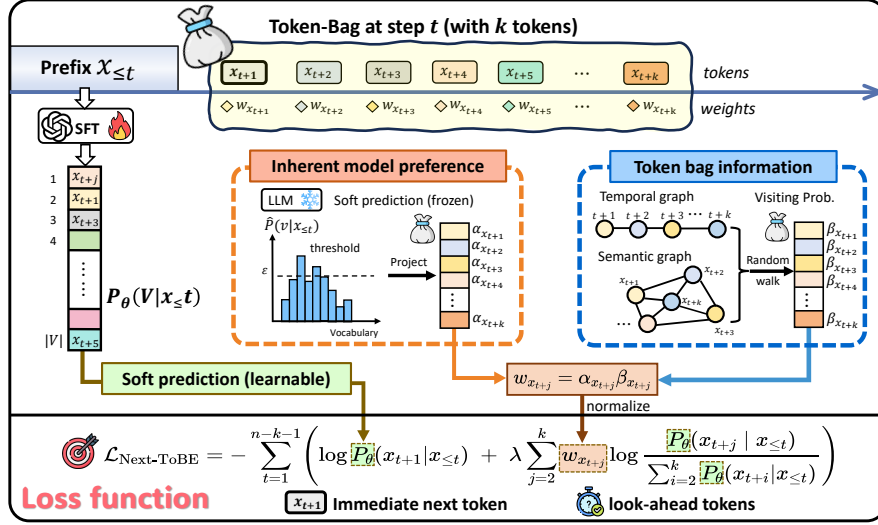 Token-Bag at step t (with k tokens)
Prefix x≤t
x_{t+1} x_{t+2} x_{t+3} x_{t+4} x_{t+5} ... x_{t+k} tokens
w_{x_{t+1}} w_{x_{t+2}} w_{x_{t+3}} w_{x_{t+4}} w_{x_{t+5}} w_{x_{t+k}} weights
SFT
1 x_{t+j}
2 x_{t+1}
3 x_{t+3}
4
⋮
|V| x_{t+5}
P_θ(V|x≤t)
Inherent model preference
LLM
Soft prediction (frozen)
P̂(v|x≤t)
threshold
ε
Vocabulary
Project
α_{x_{t+1}}
α_{x_{t+2}}
α_{x_{t+3}}
α_{x_{t+4}}
⋮
α_{x_{t+k}}
Token bag information
Temporal graph
t + 1 t + 2 t + 3 ... t + k
Semantic graph
x_{t+1} x_{t+2}
x_{t+k}
... x_{t+3}
Random
walk
Visiting Prob.
β_{x_{t+1}}
β_{x_{t+2}}
β_{x_{t+3}}
β_{x_{t+4}}
⋮
β_{x_{t+k}}
Soft prediction (learnable)
w_{x_{t+j}} = α_{x_{t+j}} β_{x_{t+j}}
normalize
L_{Next-ToBE} = − ∑_{t=1}^{n−k−1} ( log P_θ(x_{t+1}|x≤t) + λ ∑_{j=2}^{k} w_{x_{t+j}} log P_θ(x_{t+j} | x≤t) / ∑_{i=2}^{k} P_θ(x_{t+i}|x≤t) )
Loss function
x_{t+1} Immediate next token
look-ahead tokens